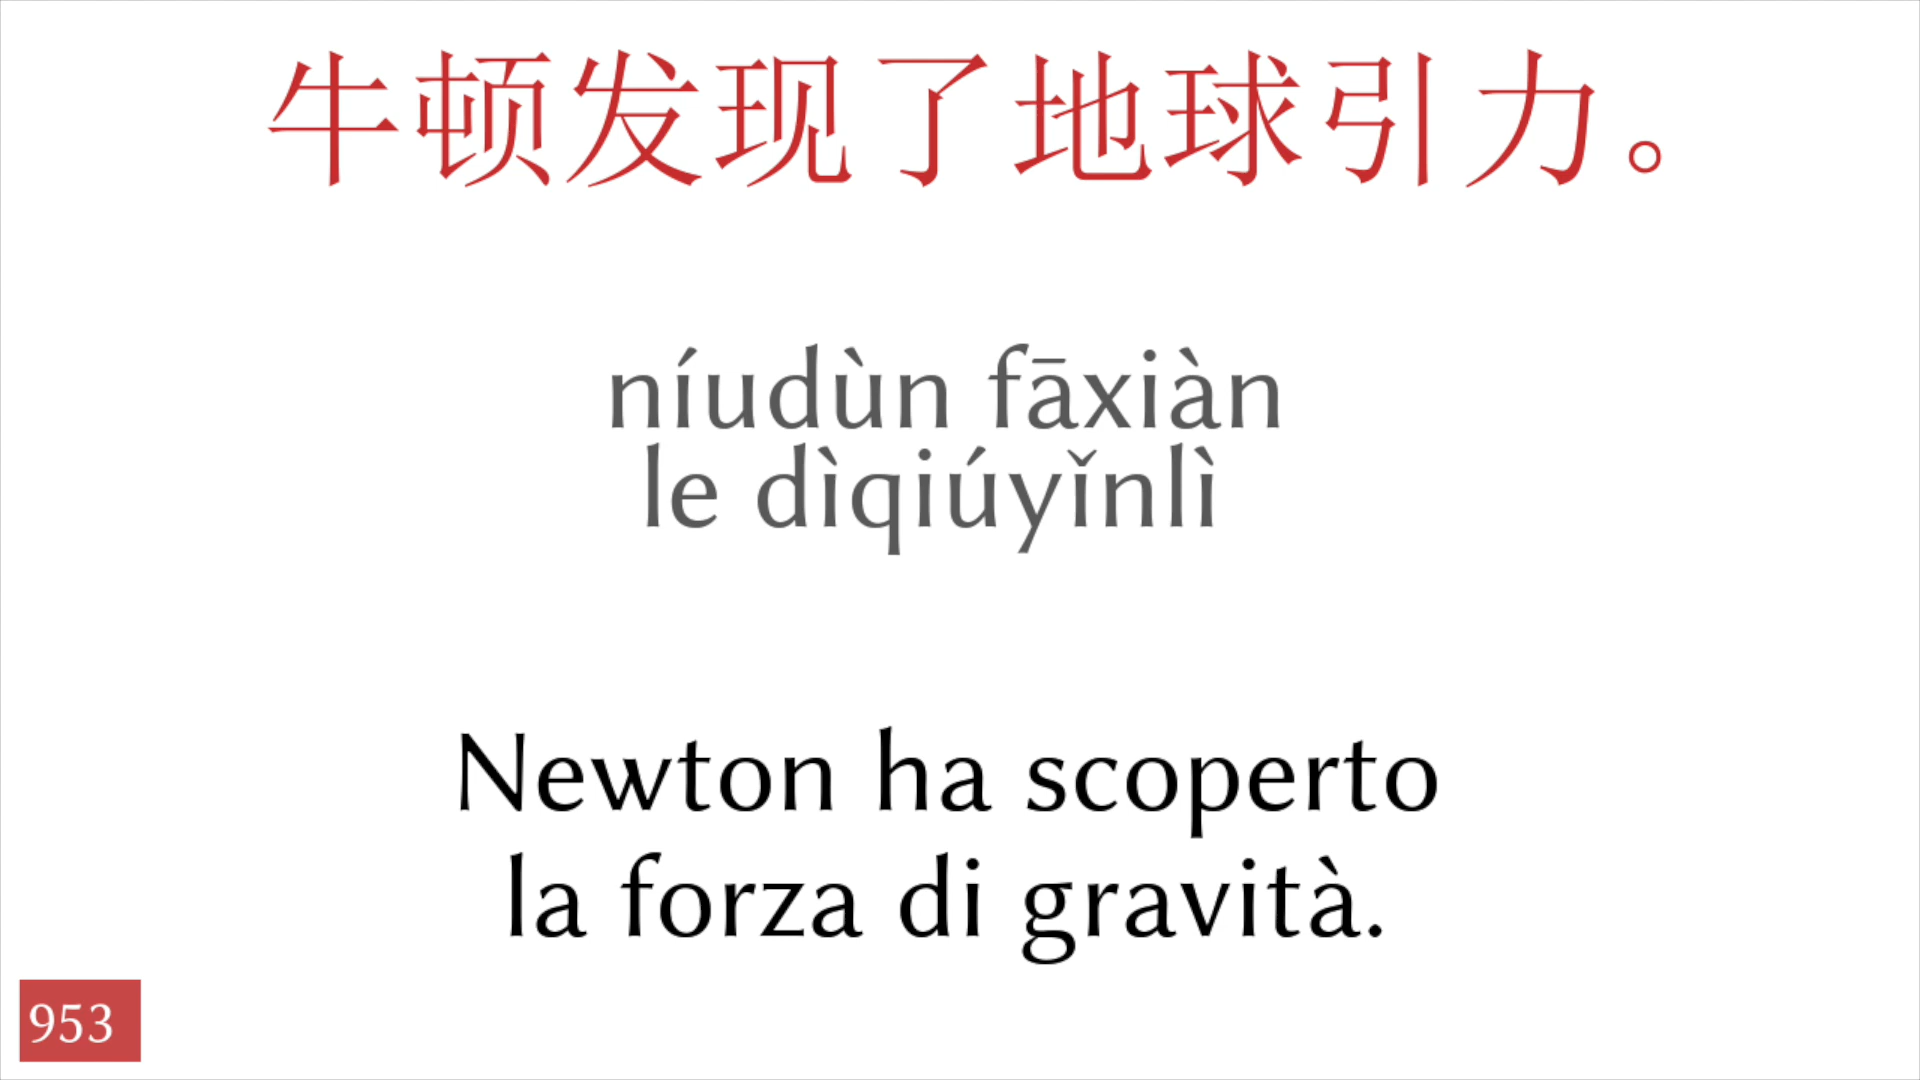 牛顿发现了地球引力。
níudùn fāxiàn
le dìqiúyǐnlì
Newton ha scoperto
la forza di gravità.
953